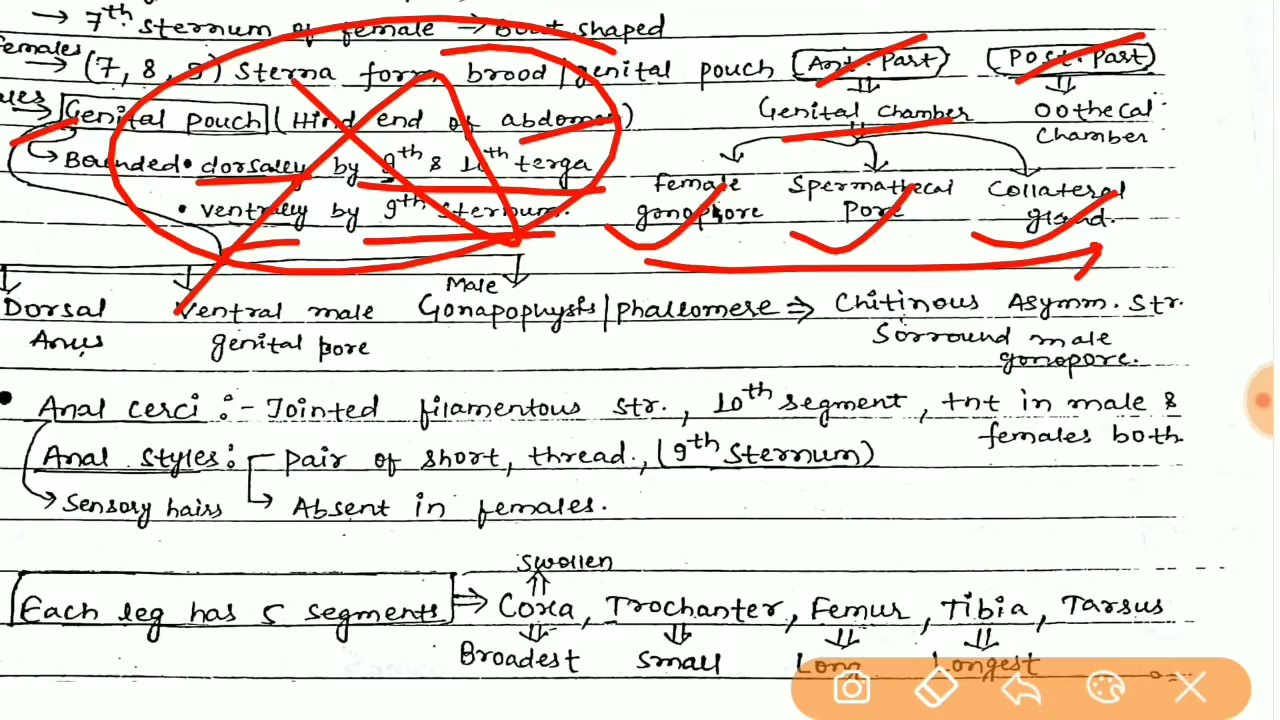 → 7th sternum of female → Boat shaped
Females
→ (7, 8, 9) Sterna form brood / genital pouch Ant. Part Post. Part
→ Genital pouch (Hind end of abdomen) Genital Chamber Oothecal
Chamber
→ Bounded • dorsally by 9th & 10th terga
Female Spermathecal Collateral
• ventrally by 9th sternum. gonopore Pore gland.
Male
Dorsal Ventral male Gonapophysis / phallomere ⇒ Chitinous Asymm. Str.
Anus genital pore Sorround male
gonopore.
• Anal cerci :- Jointed filamentous str., 10th segment, tnt in male &
females both
Anal styles: pair of short, thread., (9th Sternum)
→ Sensory hairs → Absent in females.
Swollen
Each leg has 5 segments ⇒ Coxa, Trochanter, Femur, Tibia, Tarsus
Broadest Small Long Longest